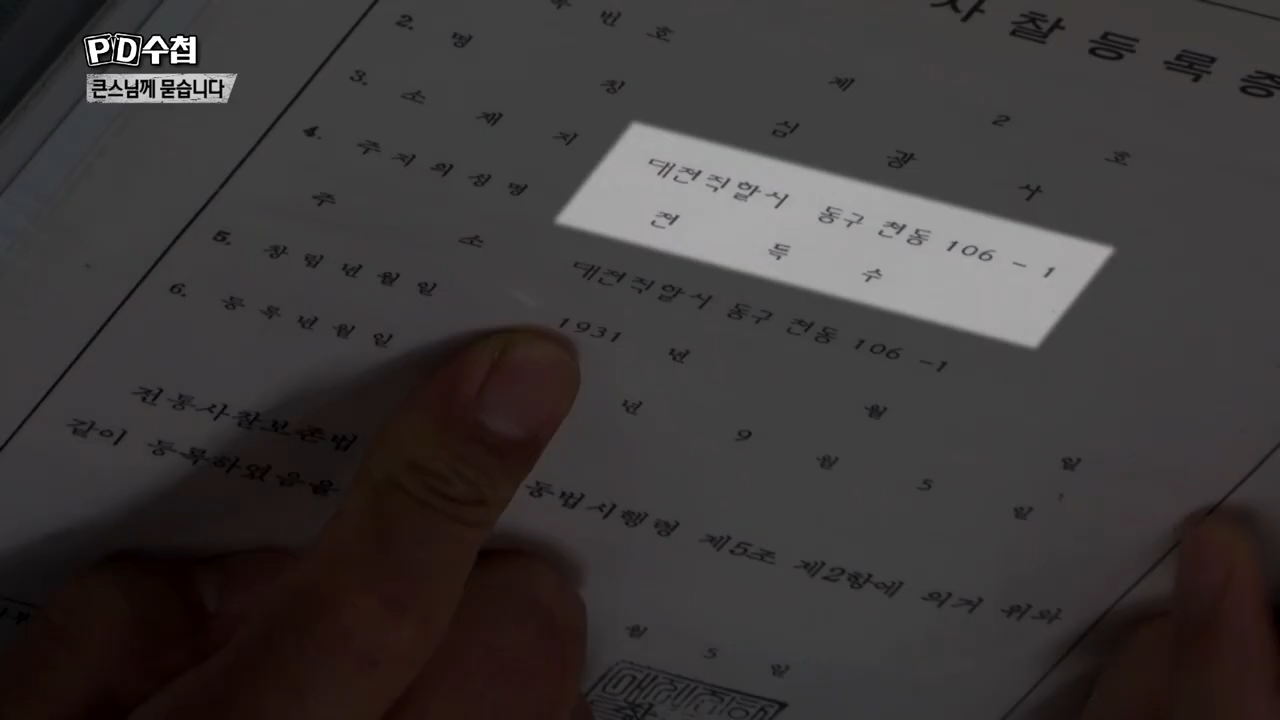 PD수첩
큰스님께 묻습니다
사찰등록증
번호 제 2 호
2. 명 칭 심 광 사
3. 소 재 지 대전직할시 동구 천동 106 - 1
4. 주지의성명 전 득 수
주 소 대전직할시 동구 천동 106 -1
5. 창립년월일 1931 년 월 일
6. 등록년월일 년 9 월 5 일
전통사찰보존법 동법시행령 제5조 제2항에 의거 위와
같이 등록하였음을
월 5 일